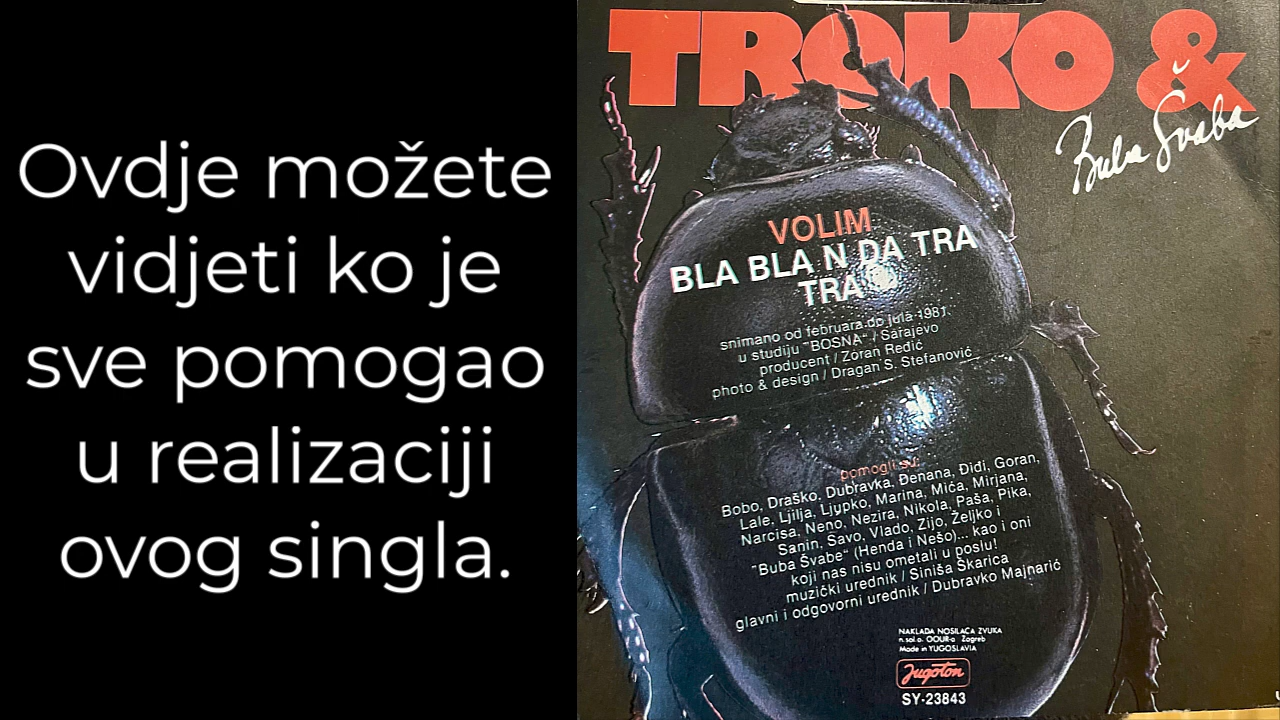 Ovdje možete
vidjeti ko je
sve pomogao
u realizaciji
ovog singla.
TROKO &
Buba Švaba
VOLIM
BLA BLA N DA TRA
TRA
snimano od februara do jula 1981.
u studiju "BOSNA" / Sarajevo
producent / Zoran Redić
photo & design / Dragan S. Stefanović
pomogli su:
Bobo, Draško, Dubravka, Đenana, Điđi, Goran,
Lale, Ljilja, Ljupko, Marina, Mića, Mirjana,
Narcisa, Neno, Nezira, Nikola, Paša, Pika,
Sanin, Savo, Vlado, Zijo, Željko i
"Buba Švabe" (Henda i Nešo)... kao i oni
koji nas nisu ometali u poslu!
muzički urednik / Siniša Škarica
glavni i odgovorni urednik / Dubravko Majnarić
NAKLADA NOSILACA ZVUKA
n.sol.o. OOUR-a Zagreb
Made in YUGOSLAVIA
Jugoton
SY-23843